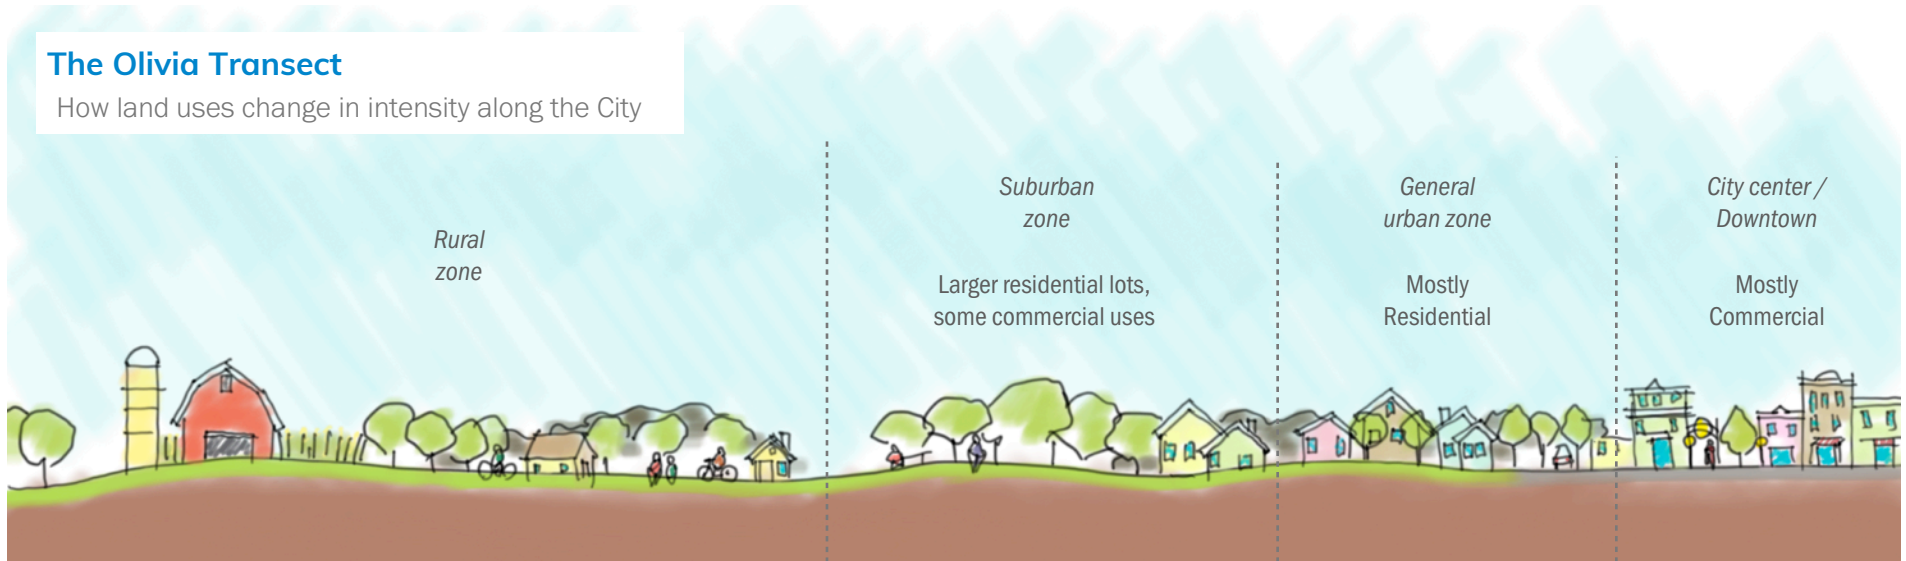 The Olivia Transect
How land uses change in intensity along the City
Rural
zone
Suburban
zone
Larger residential lots,
some commercial uses
General
urban zone
Mostly
Residential
City center /
Downtown
Mostly
Commercial